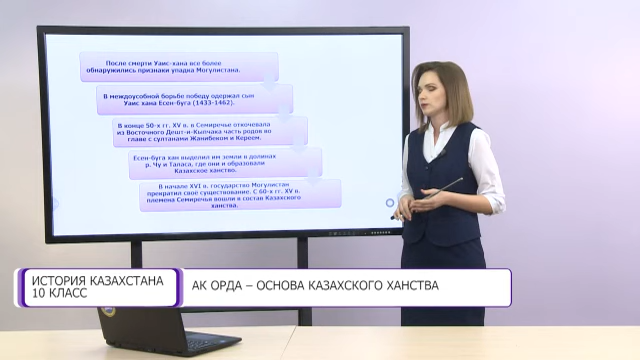 После смерти Уаис-хана все более
обнаружились признаки упадка Могулистана.
В междоусобной борьбе победу одержал сын
Уаис хана Есен-буга (1433-1462).
В конце 50-х гг. XV в. в Семиречье откочевала
из Восточного Дешт-и-Кыпчака часть родов во
главе с султанами Жанибеком и Кереем.
Есен-буга хан выделил им земли в долинах
р. Чу и Таласа, где они и образовали
Казахское ханство.
В начале XVI в. государство Могулистан
прекратил свое существование. С 60-х гг. XV в.
племена Семиречья вошли в состав Казахского
ханства.
ИСТОРИЯ КАЗАХСТАНА
10 КЛАСС
АК ОРДА – ОСНОВА КАЗАХСКОГО ХАНСТВА